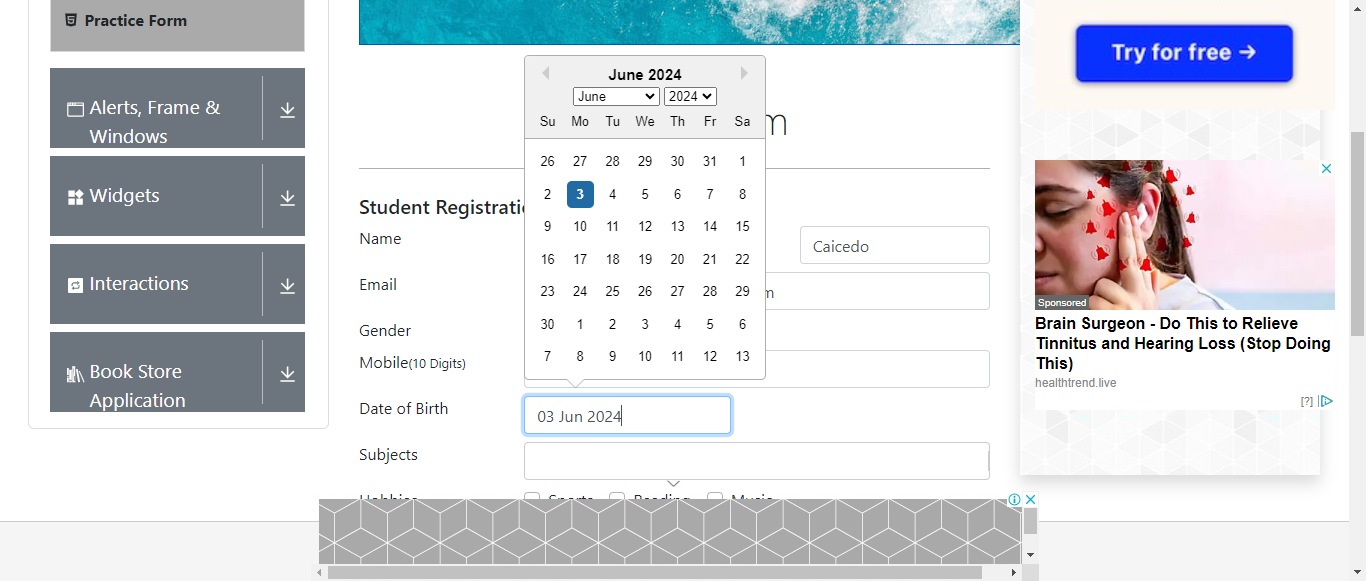 Practice Form
Alerts, Frame &
Windows
Widgets
Interactions
Book Store
Application
June 2024
June 2024
Su Mo Tu We Th Fr Sa
26 27 28 29 30 31 1
2 3 4 5 6 7 8
9 10 11 12 13 14 15
16 17 18 19 20 21 22
23 24 25 26 27 28 29
30 1 2 3 4 5 6
7 8 9 10 11 12 13
m
Student Registrati
Name
Caicedo
Email
m
Gender
Mobile(10 Digits)
Date of Birth
03 Jun 2024
Subjects
Hobbies
Sports Reading Music
Try for free →
Sponsored
Brain Surgeon - Do This to Relieve
Tinnitus and Hearing Loss (Stop Doing
This)
healthtrend.live
[?]